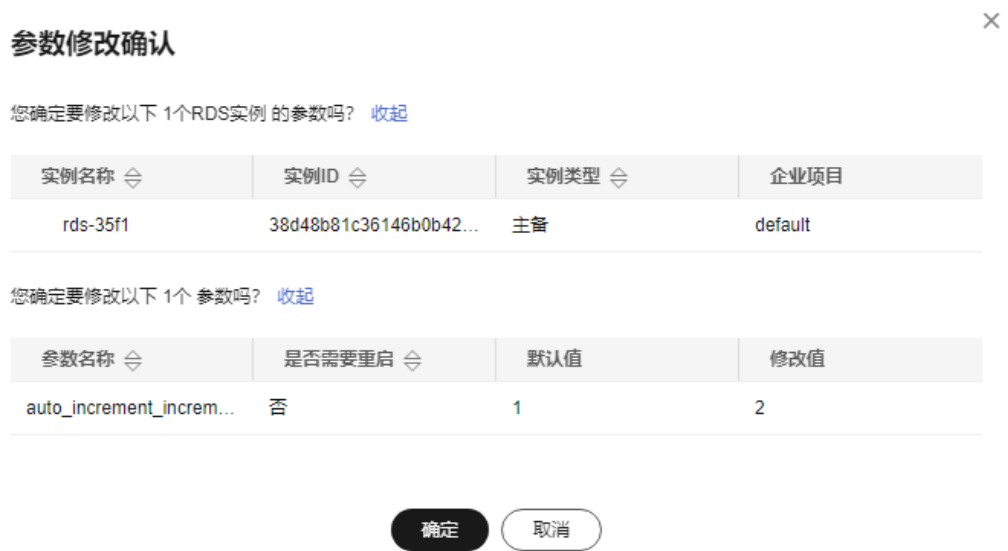 参数修改确认
您确定要修改以下 1个RDS实例 的参数吗? 收起
实例名称 实例ID 实例类型 企业项目
rds-35f1 38d48b81c36146b0b42... 主备 default
您确定要修改以下 1个 参数吗? 收起
参数名称 是否需要重启 默认值 修改值
auto_increment_increm... 否 1 2
确定 取消